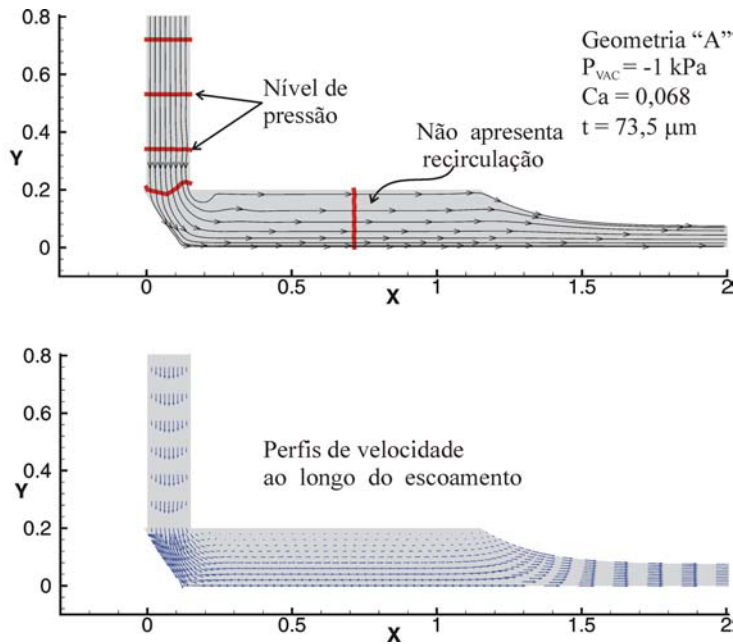 0.8
0.6
0.4
0.2
0
Y
0
0.5
1
1.5
2
X
Nível de
pressão
Não apresenta
recirculação
Geometria “A”
P_VAC = -1 kPa
Ca = 0,068
t = 73,5 μm
0.8
0.6
0.4
0.2
0
Y
0
0.5
1
1.5
2
X
Perfis de velocidade
ao longo do escoamento